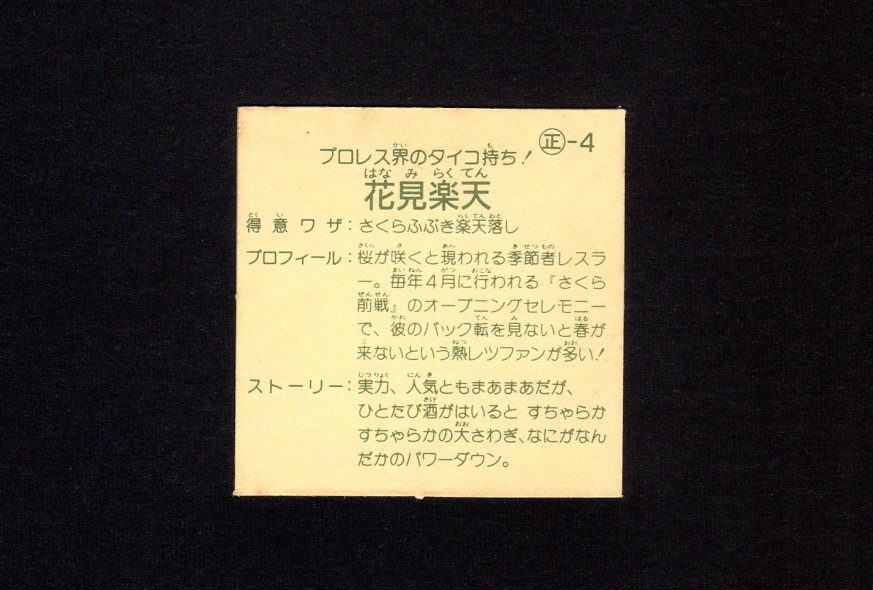 ㊣-4
プロレス界のタイコ持ち！
花見楽天
得意ワザ：さくらふぶき楽天落し
プロフィール：桜が咲くと現われる季節者レスラ
ー。毎年4月に行われる『さくら
前戦』のオープニングセレモニー
で、彼のバック転を見ないと春が
来ないという熱レツファンが多い！
ストーリー：実力、人気ともまあまあだが、
ひとたび酒がはいると すちゃらか
すちゃらかの大さわぎ、なにがなん
だかのパワーダウン。